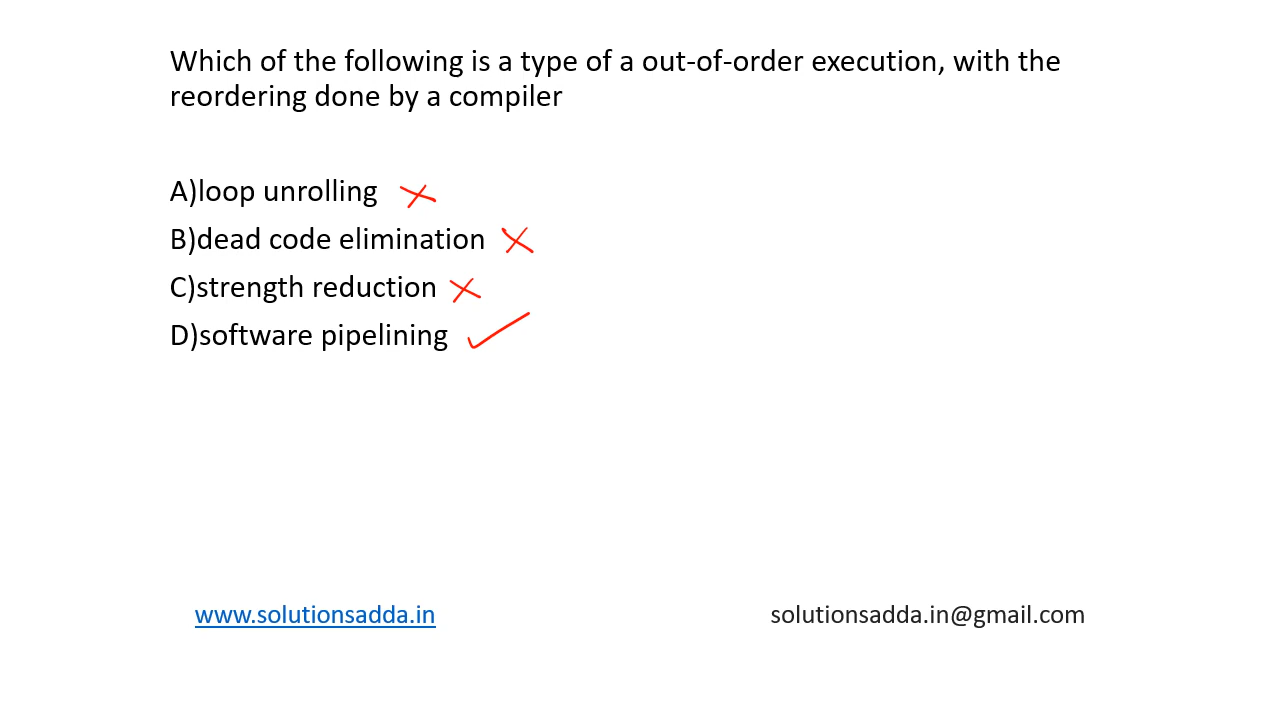 Which of the following is a type of a out-of-order execution, with the
reordering done by a compiler
A)loop unrolling
B)dead code elimination
C)strength reduction
D)software pipelining
www.solutionsadda.in
solutionsadda.in@gmail.com